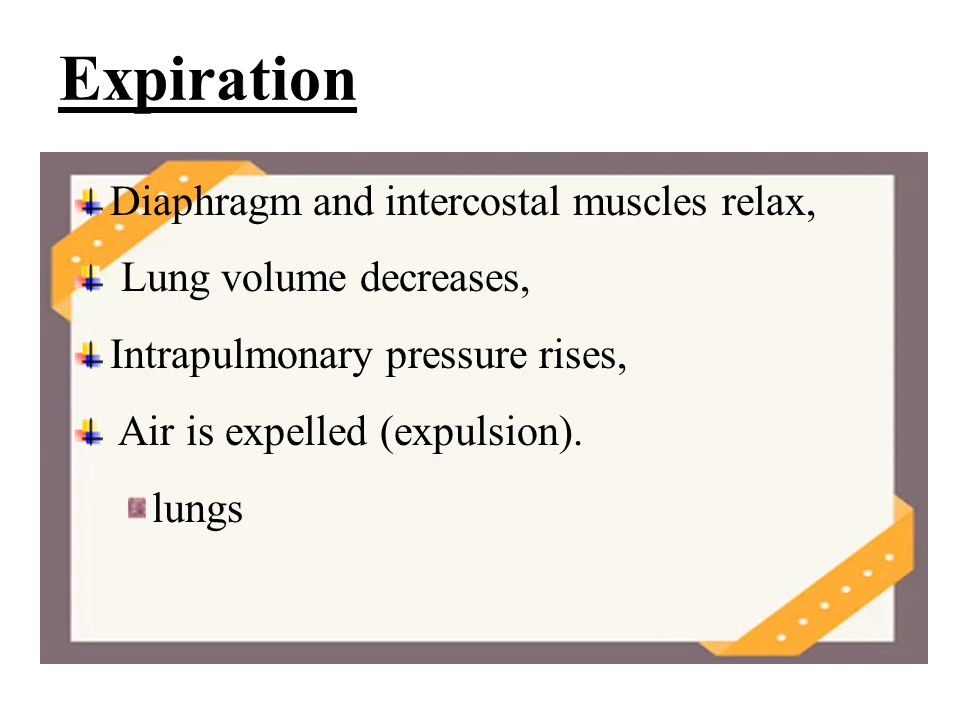 Expiration
Diaphragm and intercostal muscles relax,
Lung volume decreases,
Intrapulmonary pressure rises,
Air is expelled (expulsion).
lungs